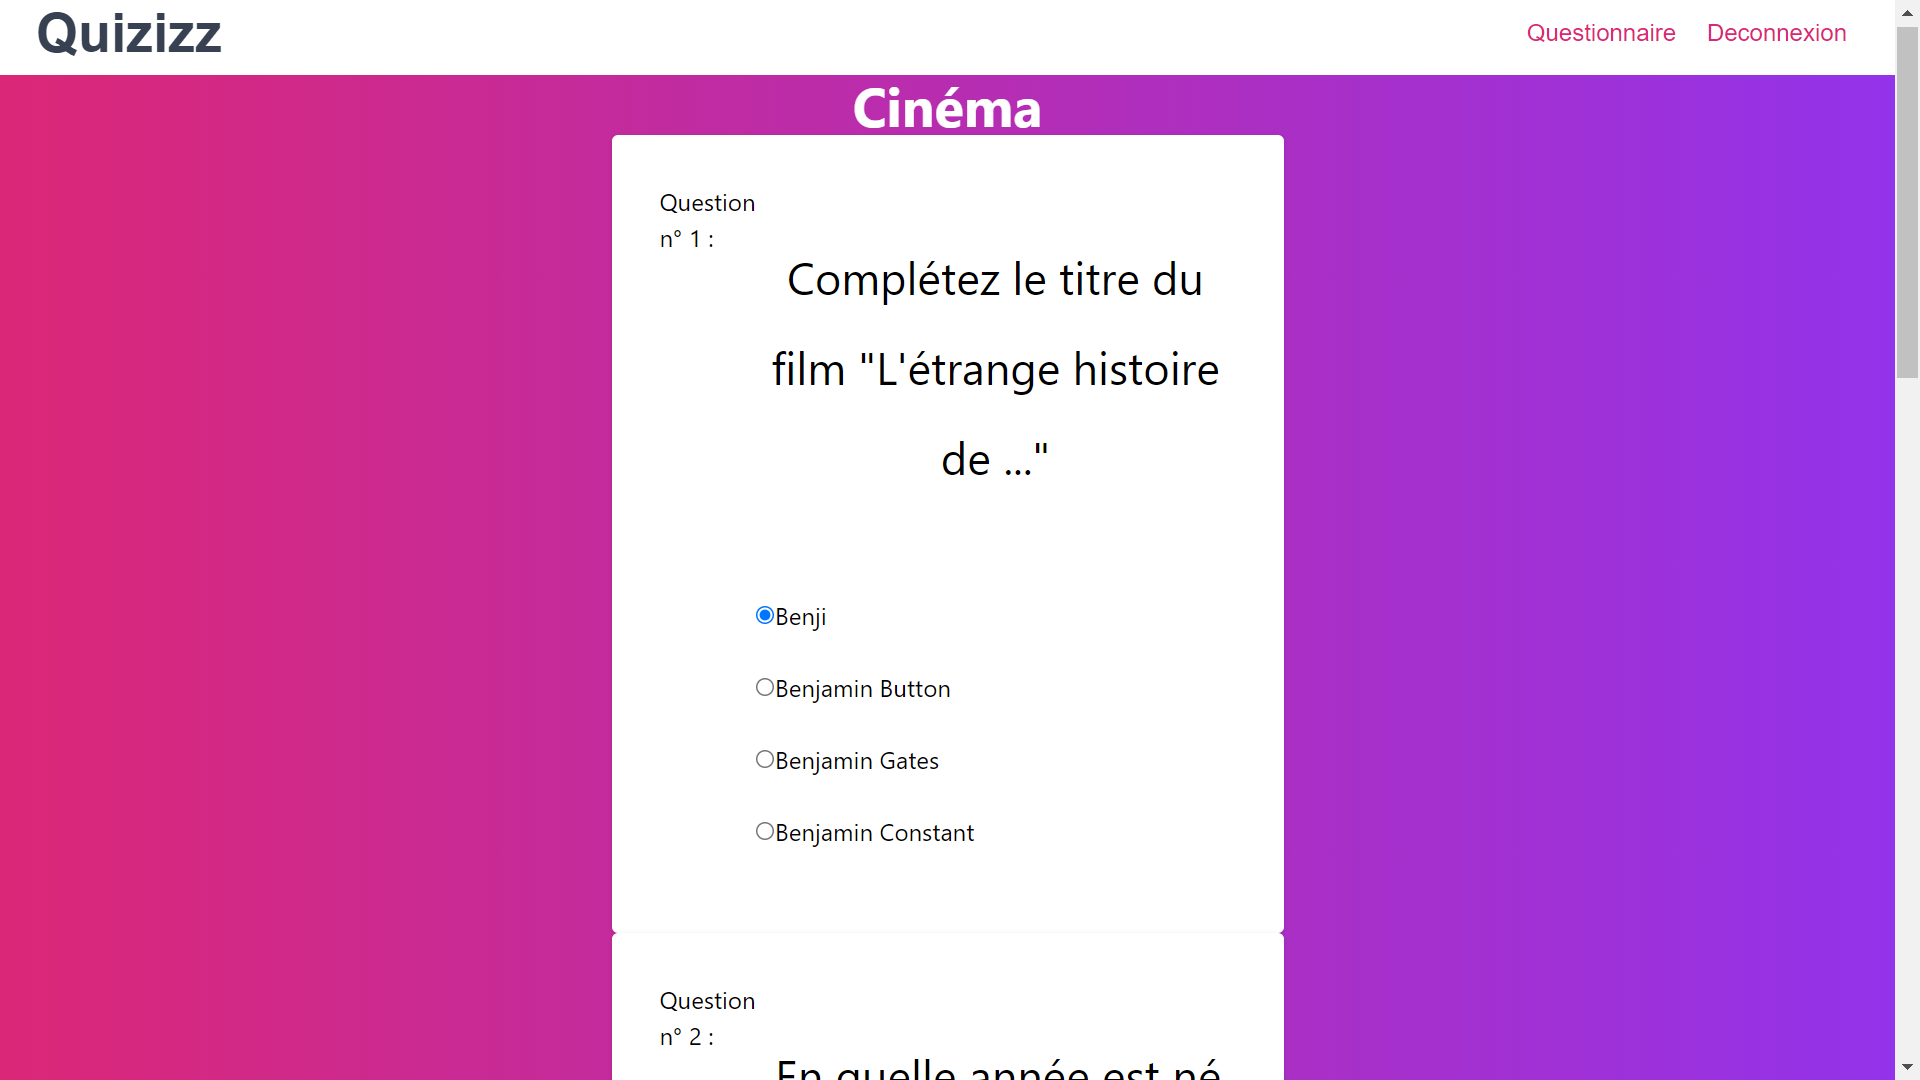 Quizizz
Questionnaire
Deconnexion
Cinéma
Question
n° 1 :
Complétez le titre du
film "L'étrange histoire
de ..."
Benji
Benjamin Button
Benjamin Gates
Benjamin Constant
Question
n° 2 :
En quelle année est né